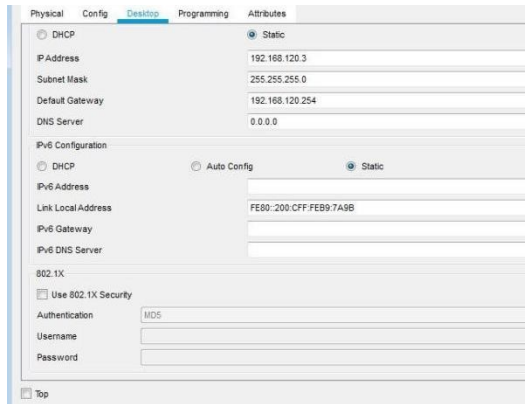 Physical Config Desktop Programming Attributes
DHCP Static
IP Address 192.168.120.3
Subnet Mask 255.255.255.0
Default Gateway 192.168.120.254
DNS Server 0.0.0.0
IPv6 Configuration
DHCP Auto Config Static
IPv6 Address
Link Local Address FE80::200:CFF:FEB9:7A9B
IPv6 Gateway
IPv6 DNS Server
802.1X
Use 802.1X Security
Authentication MD5
Username
Password
Top